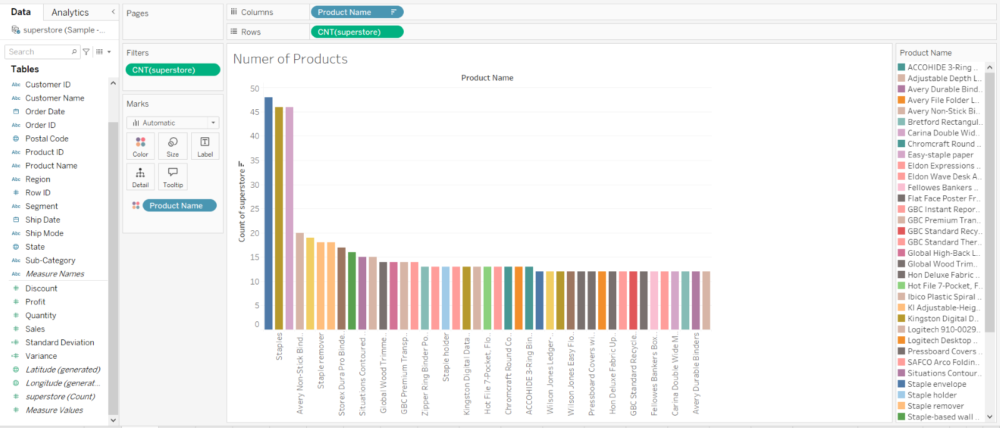 Data
Analytics
superstore (Sample -...
Search
Tables
Abc Customer ID
Abc Customer Name
Order Date
Abc Order ID
Postal Code
Abc Product ID
Abc Product Name
Abc Region
# Row ID
Abc Segment
Ship Date
Abc Ship Mode
State
Abc Sub-Category
Abc Measure Names
# Discount
# Profit
# Quantity
# Sales
=# Standard Deviation
=# Variance
Latitude (generated)
Longitude (generat...
# superstore (Count)
# Measure Values
Pages
Filters
CNT(superstore)
Marks
Automatic
Color
Size
Label
Detail
Tooltip
Product Name
Columns
Product Name
Rows
CNT(superstore)
Numer of Products
Product Name
Count of superstore
50
45
40
35
30
25
20
15
10
5
0
Staples
Avery Non-Stick Bind..
Staple remover
Storex Dura Pro Binde..
Situations Contoured ..
Global Wood Trimme..
GBC Premium Transp..
Zipper Ring Binder Po..
Staple holder
Kingston Digital Data..
Hot File 7-Pocket, Flo..
Chromcraft Round Co..
ACCOHIDE 3-Ring Bin..
Wilson Jones Ledger-..
Wilson Jones Easy Flo..
Pressboard Covers wi..
Hon Deluxe Fabric Up..
GBC Standard Recycle..
Fellowes Bankers Box..
Carina Double Wide M..
Avery Durable Binders
Product Name
ACCOHIDE 3-Ring ..
Adjustable Depth L..
Avery Durable Bind..
Avery File Folder L..
Avery Non-Stick Bi..
Bretford Rectangul..
Carina Double Wid..
Chromcraft Round ..
Easy-staple paper
Eldon Expressions ..
Eldon Wave Desk A..
Fellowes Bankers ..
Flat Face Poster Fr..
GBC Instant Repor..
GBC Premium Tran..
GBC Standard Recy..
GBC Standard Ther..
Global High-Back L..
Global Wood Trim..
Hon Deluxe Fabric ..
Hot File 7-Pocket, F..
Ibico Plastic Spiral ..
KI Adjustable-Heig..
Kingston Digital D..
Logitech 910-0029..
Logitech Desktop ..
Pressboard Covers ..
SAFCO Arco Foldin..
Situations Contour..
Staple envelope
Staple holder
Staple remover
Staple-based wall ..